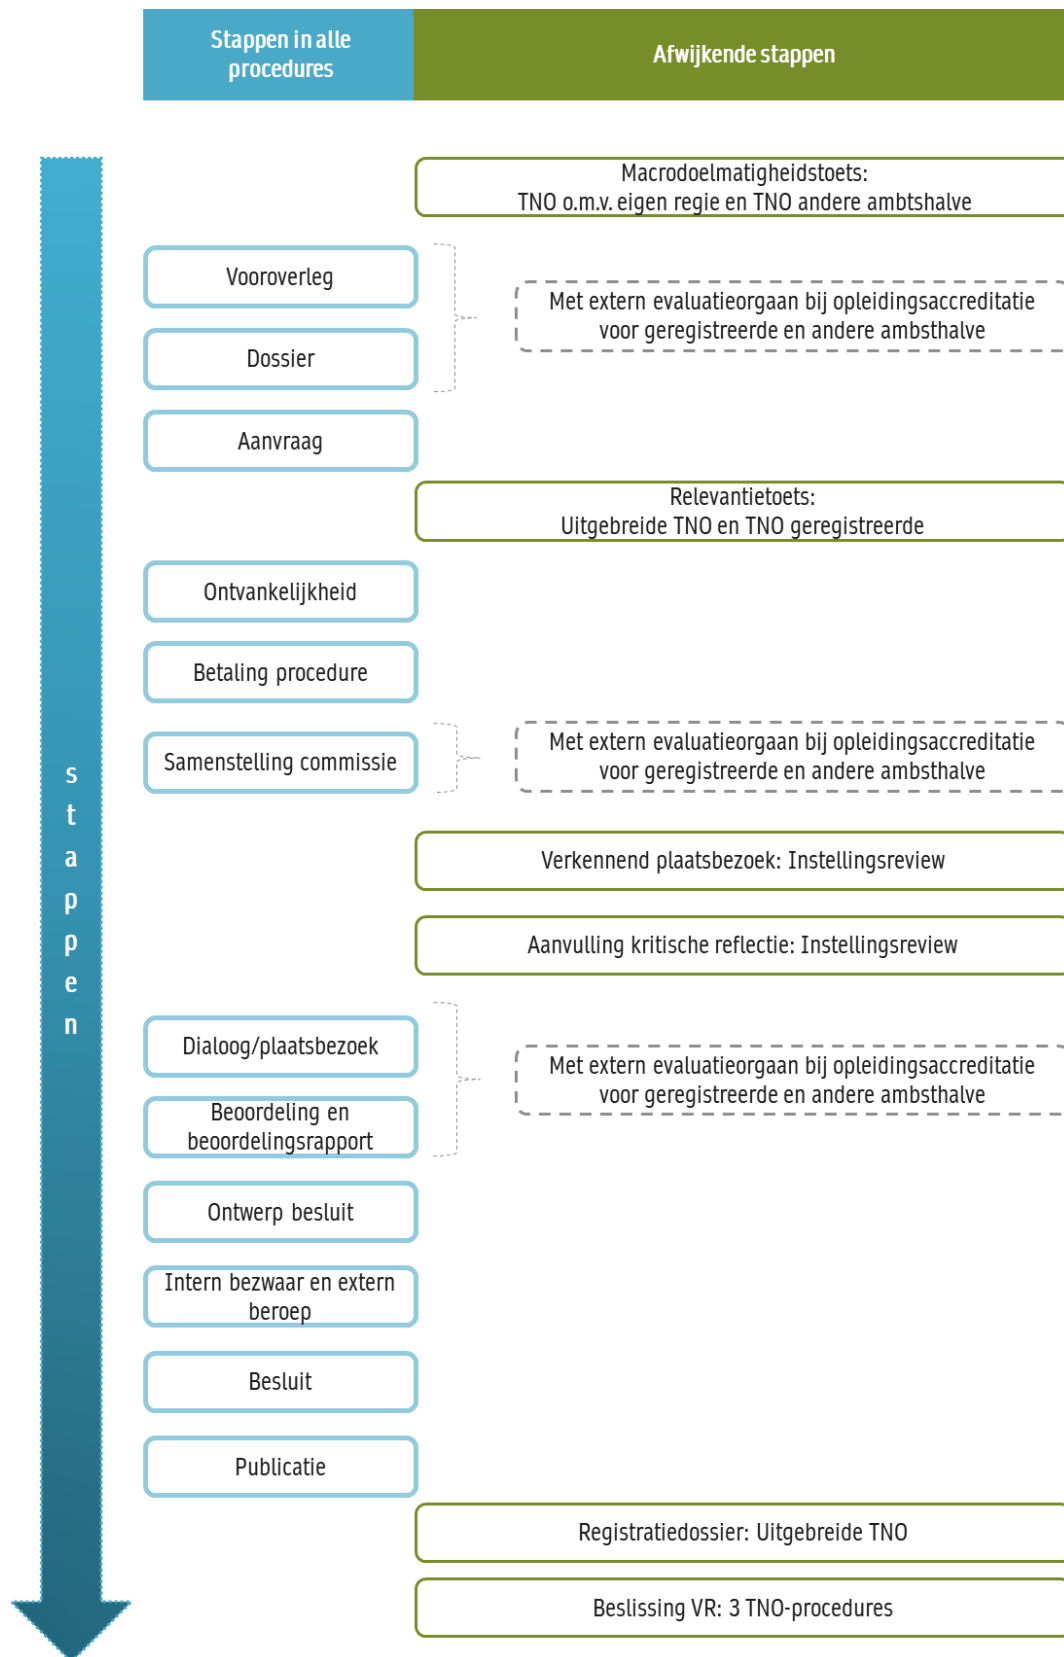 Stappen in alle
procedures
Afwijkende stappen
Macrodoelmatigheidstoets:
TNO o.m.v. eigen regie en TNO andere ambtshalve
Vooroverleg
Met extern evaluatieorgaan bij opleidingsaccreditatie
voor geregistreerde en andere ambsthalve
Dossier
Aanvraag
Relevantietoets:
Uitgebreide TNO en TNO geregistreerde
Ontvankelijkheid
Betaling procedure
Samenstelling commissie
Met extern evaluatieorgaan bij opleidingsaccreditatie
voor geregistreerde en andere ambsthalve
stappen
Verkennend plaatsbezoek: Instellingsreview
Aanvulling kritische reflectie: Instellingsreview
Dialoog/plaatsbezoek
Met extern evaluatieorgaan bij opleidingsaccreditatie
voor geregistreerde en andere ambsthalve
Beoordeling en
beoordelingsrapport
Ontwerp besluit
Intern bezwaar en extern
beroep
Besluit
Publicatie
Registratiedossier: Uitgebreide TNO
Beslissing VR: 3 TNO-procedures